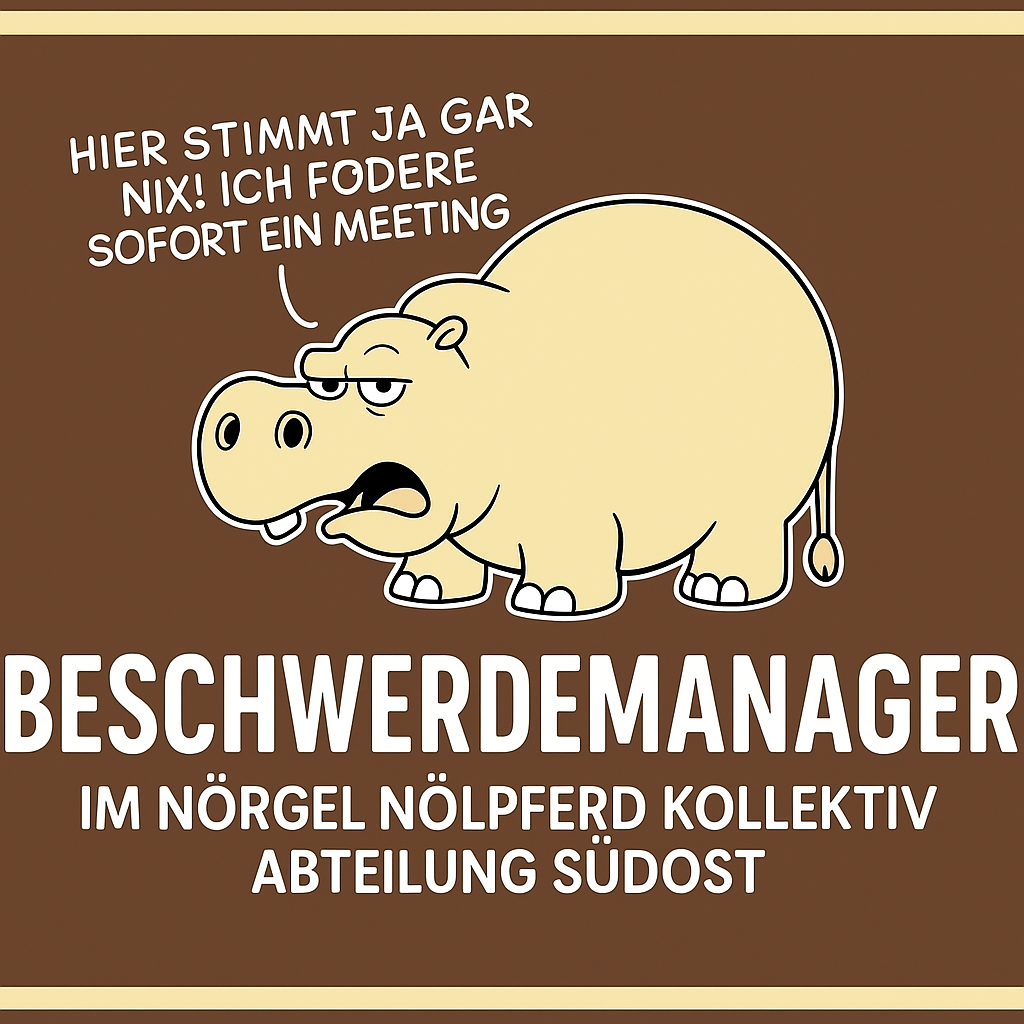 HIER STIMMT JA GAR
NIX! ICH FODERE
SOFORT EIN MEETING
BESCHWERDEMANAGER
IM NÖRGEL NÖLPFERD KOLLEKTIV
ABTEILUNG SÜDOST